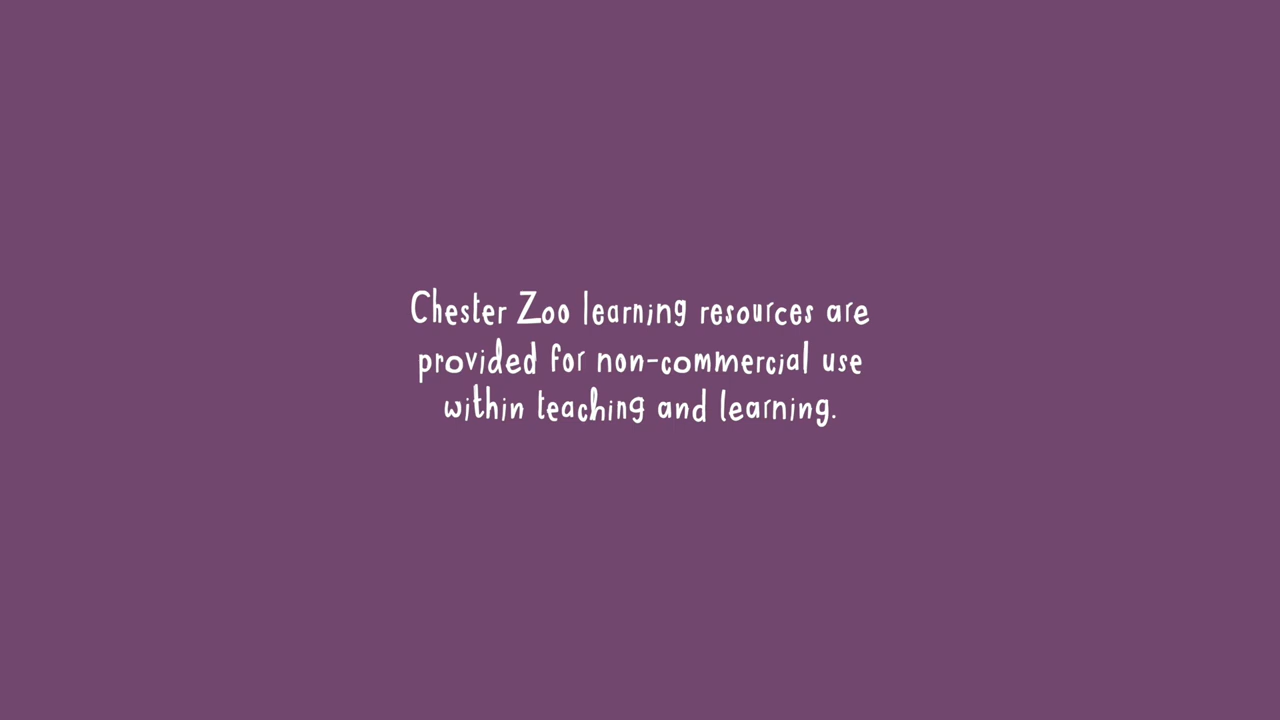 Chester Zoo learning resources are
provided for non-commercial use
within teaching and learning.